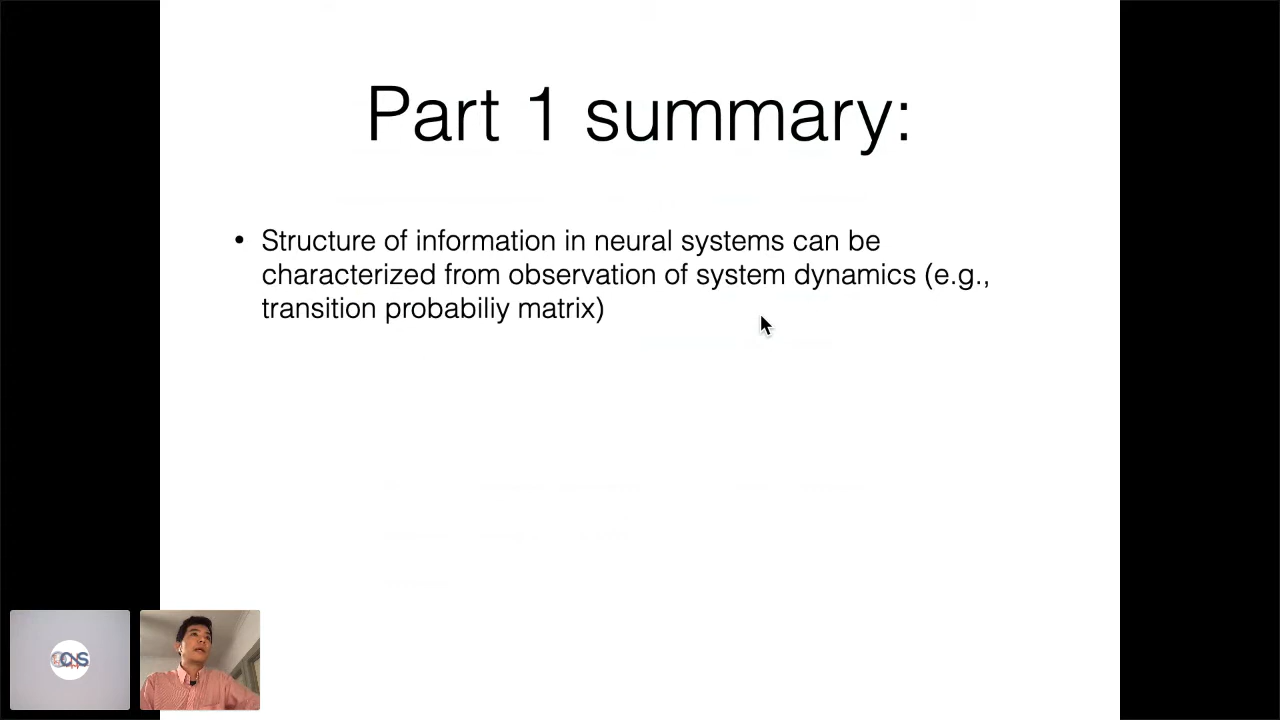 Part 1 summary:
• Structure of information in neural systems can be
characterized from observation of system dynamics (e.g.,
transition probabiliy matrix)